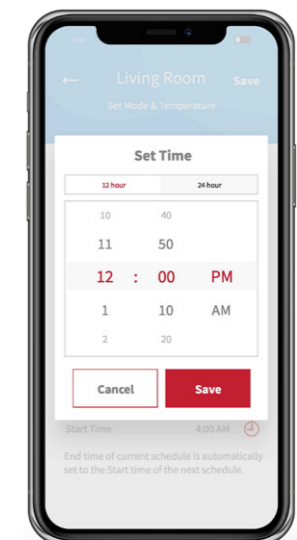 Living Room Save
Set Mode & Temperature
Set Time
12 hour 24 hour
10 40
11 50
12 : 00 PM
1 10 AM
2 20
Cancel Save
Start Time 4:00 AM
End time of current schedule is automatically
set to the Start time of the next schedule.